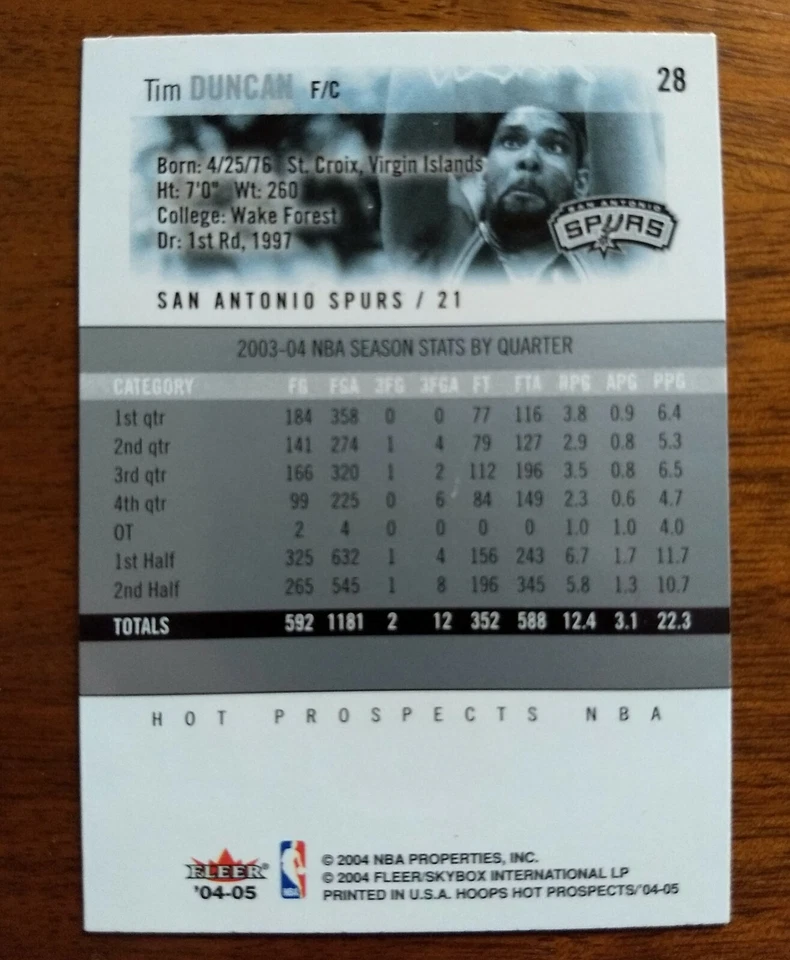 Tim DUNCAN F/C 28
Born: 4/25/76 St. Croix, Virgin Islands
Ht: 7'0" Wt: 260
College: Wake Forest
Dr: 1st Rd, 1997
SAN ANTONIO
SPURS
SAN ANTONIO SPURS / 21
2003-04 NBA SEASON STATS BY QUARTER
CATEGORY FG FGA 3FG 3FGA FT FTA RPG APG PPG
1st qtr 184 358 0 0 77 116 3.8 0.9 6.4
2nd qtr 141 274 1 4 79 127 2.9 0.8 5.3
3rd qtr 166 320 1 2 112 196 3.5 0.8 6.5
4th qtr 99 225 0 6 84 149 2.3 0.6 4.7
OT 2 4 0 0 0 0 1.0 1.0 4.0
1st Half 325 632 1 4 156 243 6.7 1.7 11.7
2nd Half 265 545 1 8 196 345 5.8 1.3 10.7
TOTALS 592 1181 2 12 352 588 12.4 3.1 22.3
HOT PROSPECTS NBA
FLEER®
'04-05
NBA
© 2004 NBA PROPERTIES, INC.
© 2004 FLEER/SKYBOX INTERNATIONAL LP
PRINTED IN U.S.A. HOOPS HOT PROSPECTS/'04-05